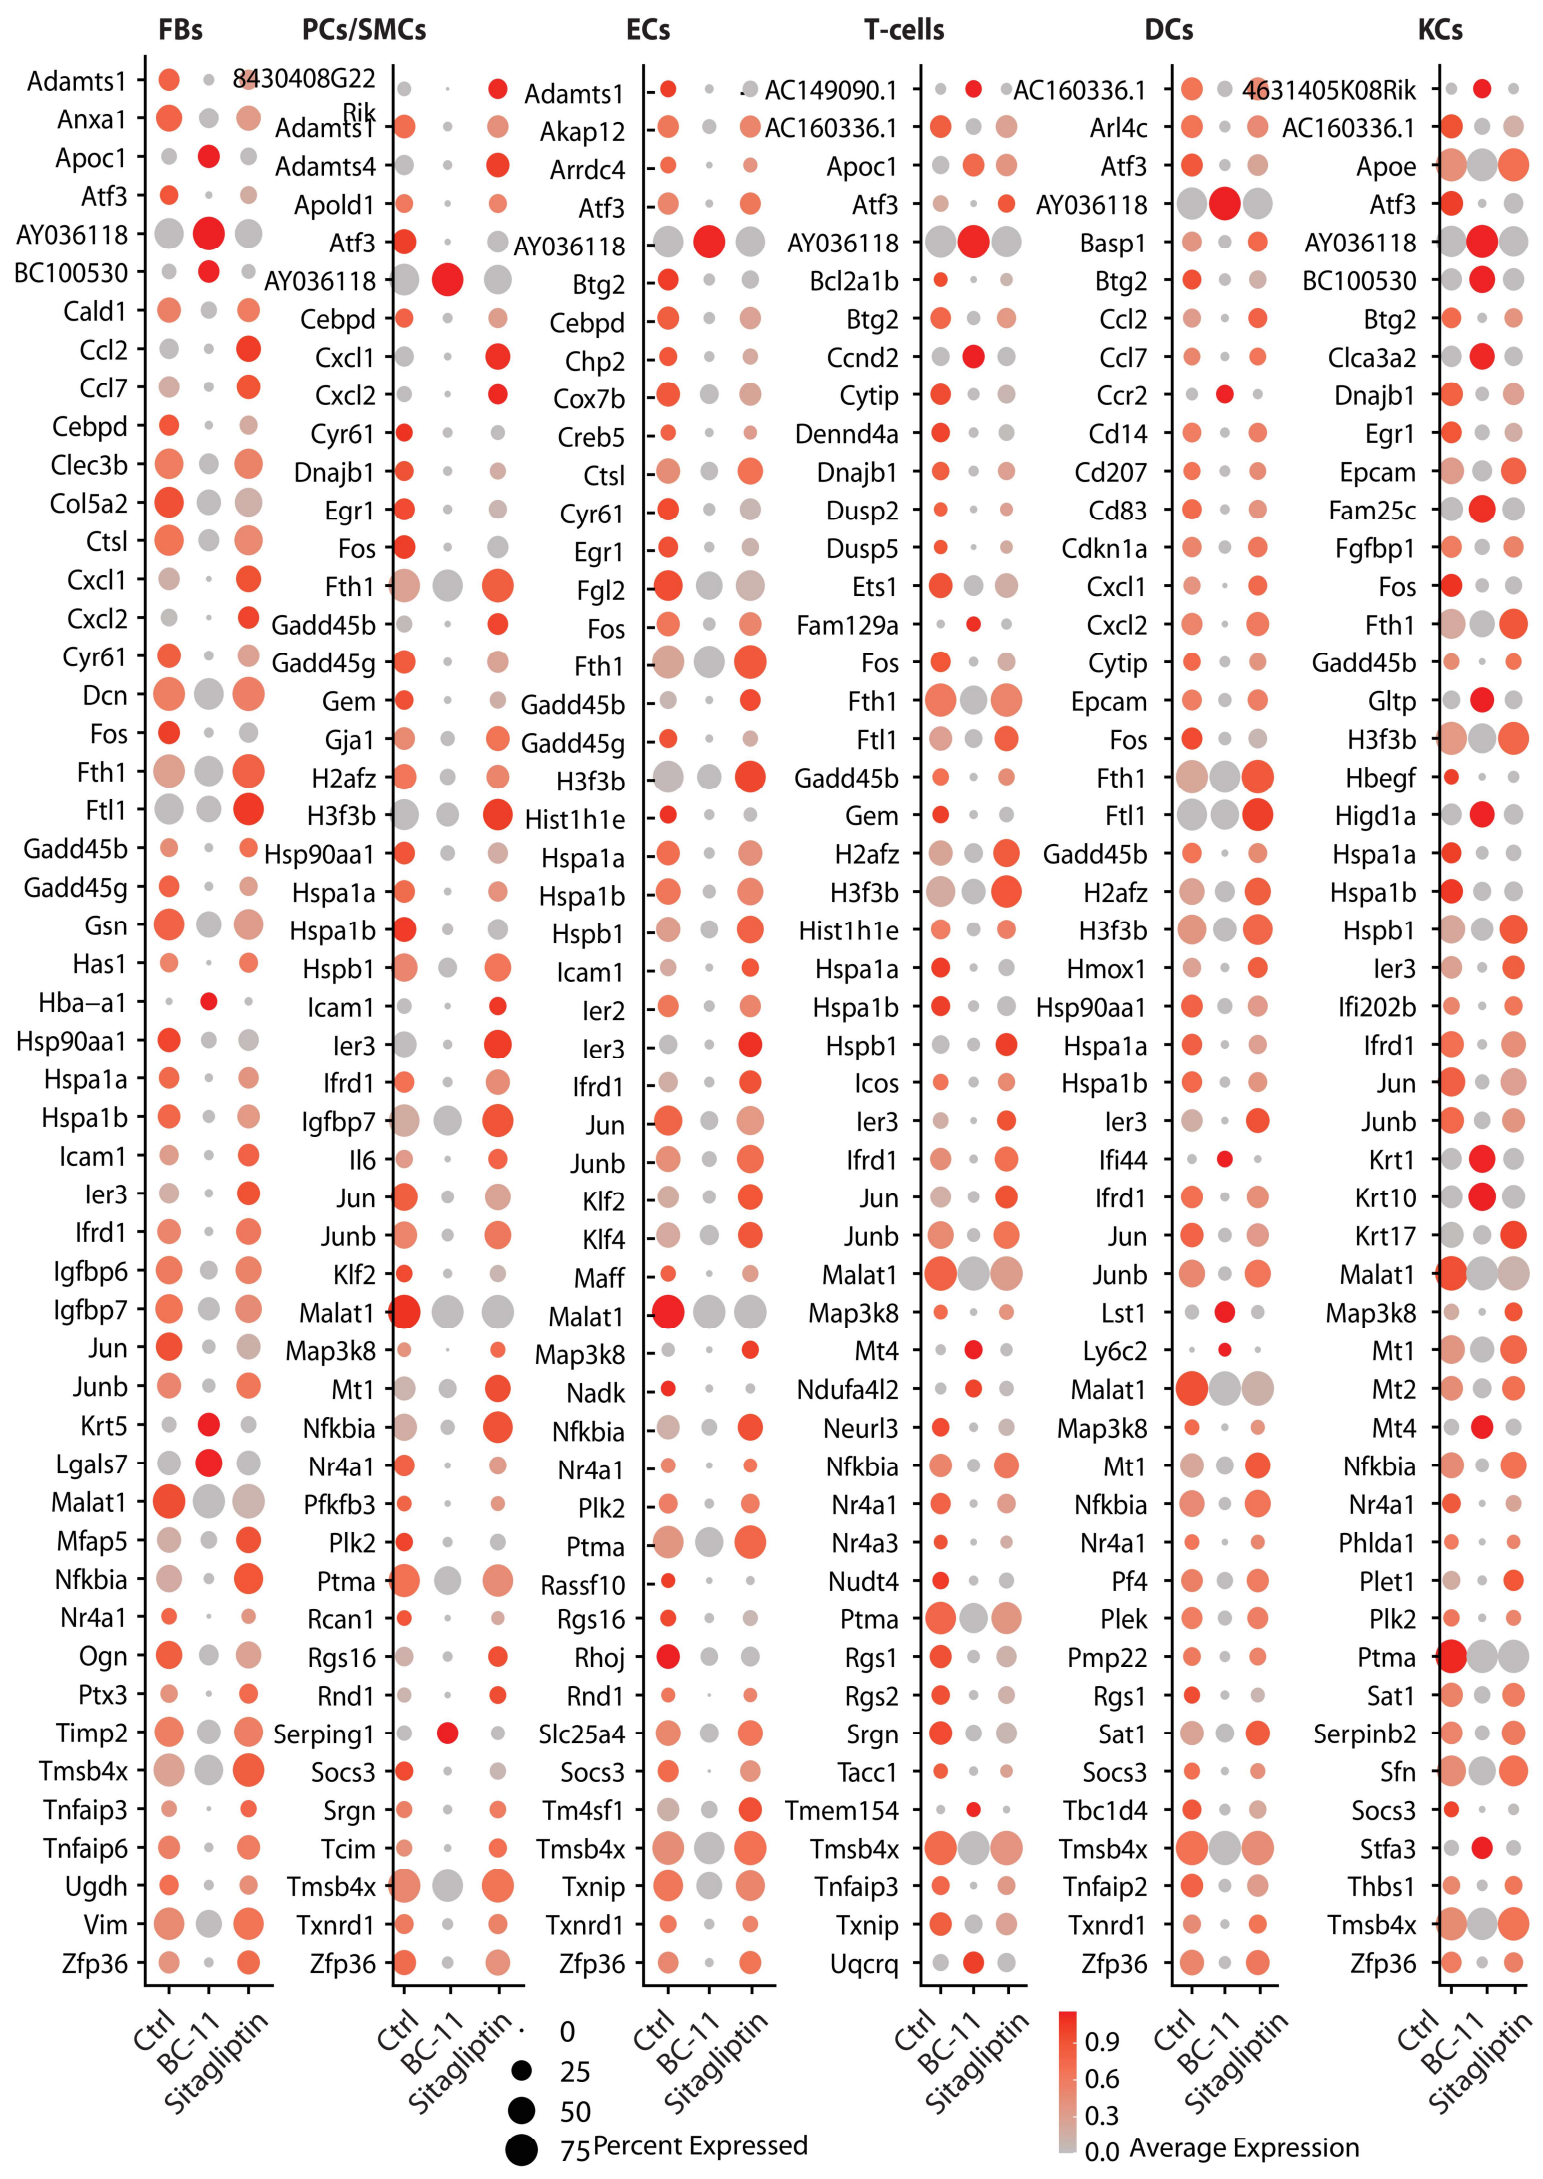 FBs PCs/SMCs ECs T-cells DCs KCs
Adamts1
Anxa1
Apoc1
Atf3
AY036118
BC100530
Cald1
Ccl2
Ccl7
Cebpd
Clec3b
Col5a2
Ctsl
Cxcl1
Cxcl2
Cyr61
Dcn
Fos
Fth1
Ftl1
Gadd45b
Gadd45g
Gsn
Has1
Hba−a1
Hsp90aa1
Hspa1a
Hspa1b
Icam1
Ier3
Ifrd1
Igfbp6
Igfbp7
Jun
Junb
Krt5
Lgals7
Malat1
Mfap5
Nfkbia
Nr4a1
Ogn
Ptx3
Timp2
Tmsb4x
Tnfaip3
Tnfaip6
Ugdh
Vim
Zfp36
Ctrl
BC-11
Sitagliptin
8430408G22
Rik
Adamts1
Adamts4
Apold1
Atf3
AY036118
Cebpd
Cxcl1
Cxcl2
Cyr61
Dnajb1
Egr1
Fos
Fth1
Gadd45b
Gadd45g
Gem
Gja1
H2afz
H3f3b
Hsp90aa1
Hspa1a
Hspa1b
Hspb1
Icam1
Ier3
Ifrd1
Igfbp7
Il6
Jun
Junb
Klf2
Malat1
Map3k8
Mt1
Nfkbia
Nr4a1
Pfkfb3
Plk2
Ptma
Rcan1
Rgs16
Rnd1
Serping1
Socs3
Srgn
Tcim
Tmsb4x
Txnrd1
Zfp36
Ctrl
BC-11
Sitagliptin
Adamts1
Akap12
Arrdc4
Atf3
AY036118
Btg2
Cebpd
Chp2
Cox7b
Creb5
Ctsl
Cyr61
Egr1
Fgl2
Fos
Fth1
Gadd45b
Gadd45g
H3f3b
Hist1h1e
Hspa1a
Hspa1b
Hspb1
Icam1
Ier2
Ier3
Ifrd1
Jun
Junb
Klf2
Klf4
Maff
Malat1
Map3k8
Nadk
Nfkbia
Nr4a1
Plk2
Ptma
Rassf10
Rgs16
Rhoj
Rnd1
Slc25a4
Socs3
Tm4sf1
Tmsb4x
Txnip
Txnrd1
Zfp36
Ctrl
BC-11
Sitagliptin
AC149090.1
AC160336.1
Apoc1
Atf3
AY036118
Bcl2a1b
Btg2
Ccnd2
Cytip
Dennd4a
Dnajb1
Dusp2
Dusp5
Ets1
Fam129a
Fos
Fth1
Ftl1
Gadd45b
Gem
H2afz
H3f3b
Hist1h1e
Hspa1a
Hspa1b
Hspb1
Icos
Ier3
Ifrd1
Jun
Junb
Malat1
Map3k8
Mt4
Ndufa4l2
Neurl3
Nfkbia
Nr4a1
Nr4a3
Nudt4
Ptma
Rgs1
Rgs2
Srgn
Tacc1
Tmem154
Tmsb4x
Tnfaip3
Txnip
Uqcrq
Ctrl
BC-11
Sitagliptin
AC160336.1
Arl4c
Atf3
AY036118
Basp1
Btg2
Ccl2
Ccl7
Ccr2
Cd14
Cd207
Cd83
Cdkn1a
Cxcl1
Cxcl2
Cytip
Epcam
Fos
Fth1
Ftl1
Gadd45b
H2afz
H3f3b
Hmox1
Hsp90aa1
Hspa1a
Hspa1b
Ier3
Ifi44
Ifrd1
Jun
Junb
Lst1
Ly6c2
Malat1
Map3k8
Mt1
Nfkbia
Nr4a1
Pf4
Plek
Pmp22
Rgs1
Sat1
Socs3
Tbc1d4
Tmsb4x
Tnfaip2
Txnrd1
Zfp36
Ctrl
BC-11
Sitagliptin
4631405K08Rik
AC160336.1
Apoe
Atf3
AY036118
BC100530
Btg2
Clca3a2
Dnajb1
Egr1
Epcam
Fam25c
Fgfbp1
Fos
Fth1
Gadd45b
Gltp
H3f3b
Hbegf
Higd1a
Hspa1a
Hspa1b
Hspb1
Ier3
Ifi202b
Ifrd1
Jun
Junb
Krt1
Krt10
Krt17
Malat1
Map3k8
Mt1
Mt2
Mt4
Nfkbia
Nr4a1
Phlda1
Plet1
Plk2
Ptma
Sat1
Serpinb2
Sfn
Socs3
Stfa3
Thbs1
Tmsb4x
Zfp36
Ctrl
BC-11
Sitagliptin
0
25
50
75 Percent Expressed
0.9
0.6
0.3
0.0 Average Expression